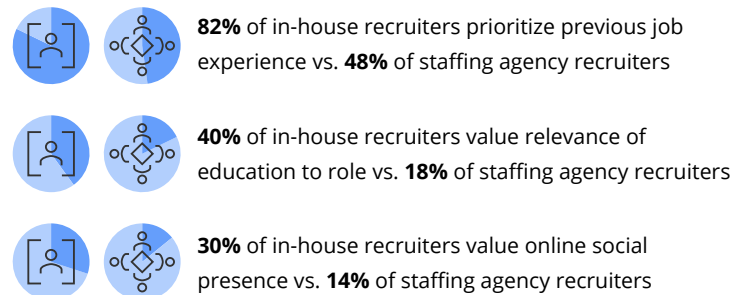 82% of in-house recruiters prioritize previous job
experience vs. 48% of staffing agency recruiters
40% of in-house recruiters value relevance of
education to role vs. 18% of staffing agency recruiters
30% of in-house recruiters value online social
presence vs. 14% of staffing agency recruiters